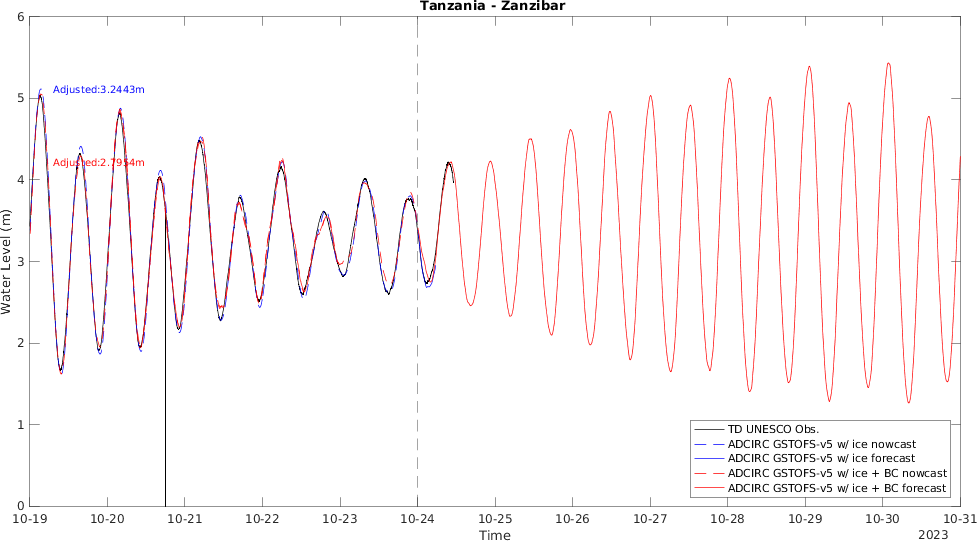 Tanzania - Zanzibar
6
5
4
3
2
1
0
Water Level (m)
Adjusted:3.2443m
Adjusted:2.7954m
TD UNESCO Obs.
ADCIRC GSTOFS-v5 w/ ice nowcast
ADCIRC GSTOFS-v5 w/ ice forecast
ADCIRC GSTOFS-v5 w/ ice + BC nowcast
ADCIRC GSTOFS-v5 w/ ice + BC forecast
10-19 10-20 10-21 10-22 10-23 10-24 10-25 10-26 10-27 10-28 10-29 10-30 10-31
Time
2023